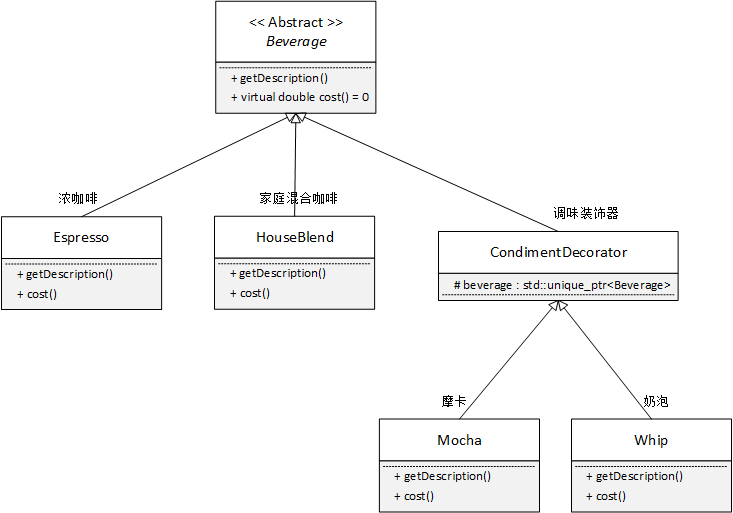 << Abstract >>
Beverage
+ getDescription()
+ virtual double cost() = 0
浓咖啡
家庭混合咖啡
调味装饰器
Espresso
+ getDescription()
+ cost()
HouseBlend
+ getDescription()
+ cost()
CondimentDecorator
# beverage : std::unique_ptr<Beverage>
摩卡
奶泡
Mocha
+ getDescription()
+ cost()
Whip
+ getDescription()
+ cost()